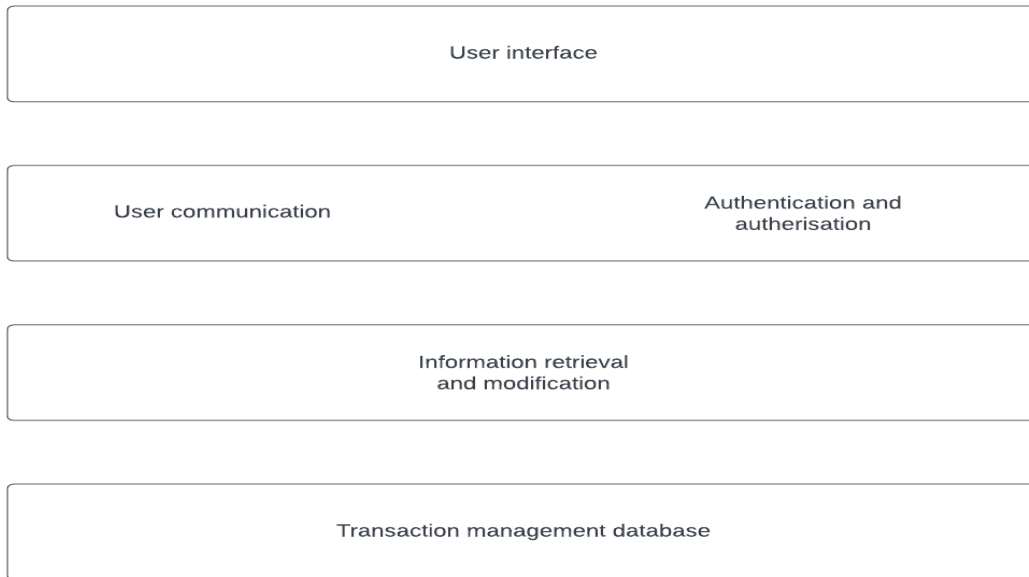 User interface
User communication
Authentication and
autherisation
Information retrieval
and modification
Transaction management database